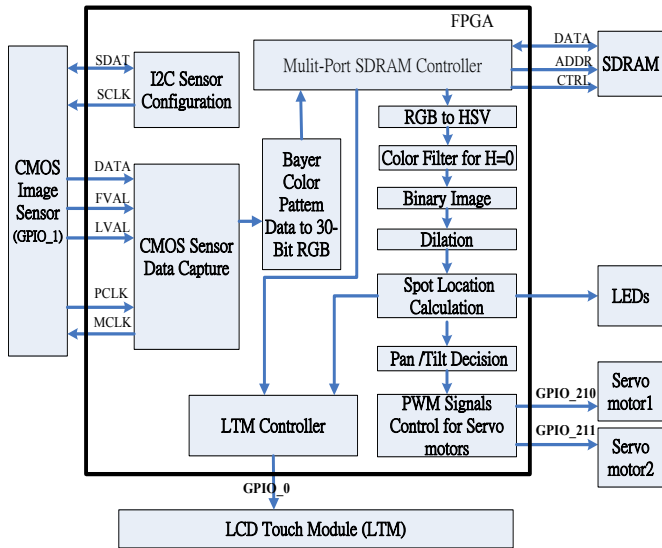 FPGA
DATA
ADDR
CTRL
SDRAM
SDAT
SCLK
I2C Sensor
Configuration
Mulit-Port SDRAM Controller
RGB to HSV
Color Filter for H=0
Binary Image
Dilation
Spot Location
Calculation
LEDs
Pan /Tilt Decision
PWM Signals
Control for Servo
motors
GPIO_210
Servo
motor1
GPIO_211
Servo
motor2
CMOS
Image
Sensor
(GPIO_1)
DATA
FVAL
LVAL
PCLK
MCLK
CMOS Sensor
Data Capture
Bayer
Color
Pattem
Data to 30-
Bit RGB
LTM Controller
GPIO_0
LCD Touch Module (LTM)